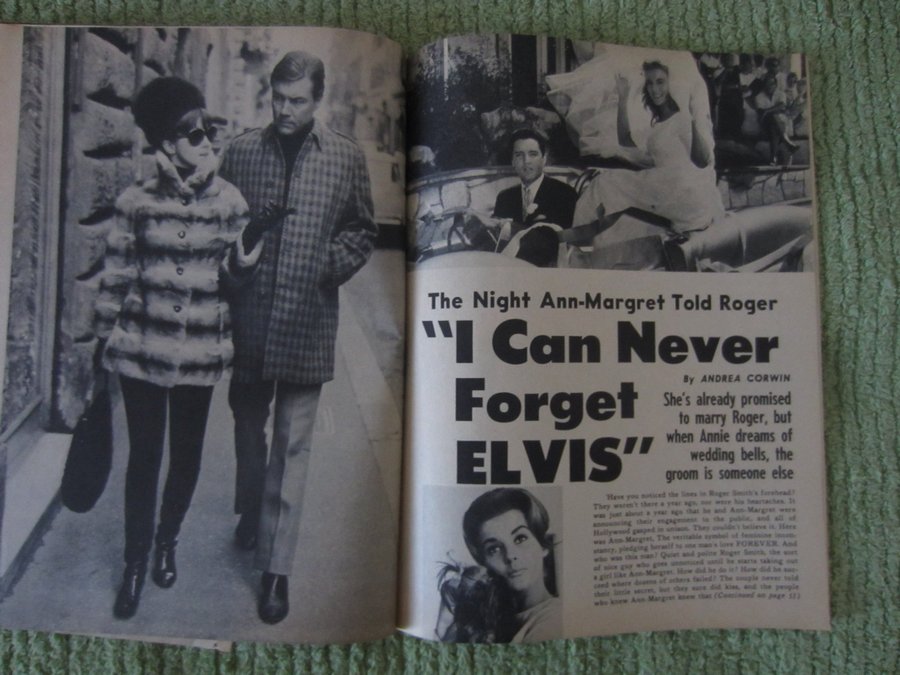 The Night Ann-Margret Told Roger
"I Can Never
Forget
ELVIS"
By ANDREA CORWIN
She's already promised
to marry Roger, but
when Annie dreams of
wedding bells, the
groom is someone else
Have you noticed the lines in Roger Smith's forehead?
They weren't there a year ago, nor were his heartaches. It
was just about a year ago that he and Ann-Margret were
announcing their engagement to the public, and all of
Hollywood gasped in unison. They couldn't believe it. Here
was Ann-Margret, The veritable symbol of feminine incon-
stancy, pledging herself to one man's love FOREVER. And
who was this man? Quiet and polite Roger Smith, the sort
of nice guy who goes unnoticed until he starts taking out
a girl like Ann-Margret. How did he do it? How did he suc-
ceed where dozens of others failed? The couple never told
their little secret, but they sure did kiss, and the people
who knew Ann-Margret knew that (Continued on page 51)